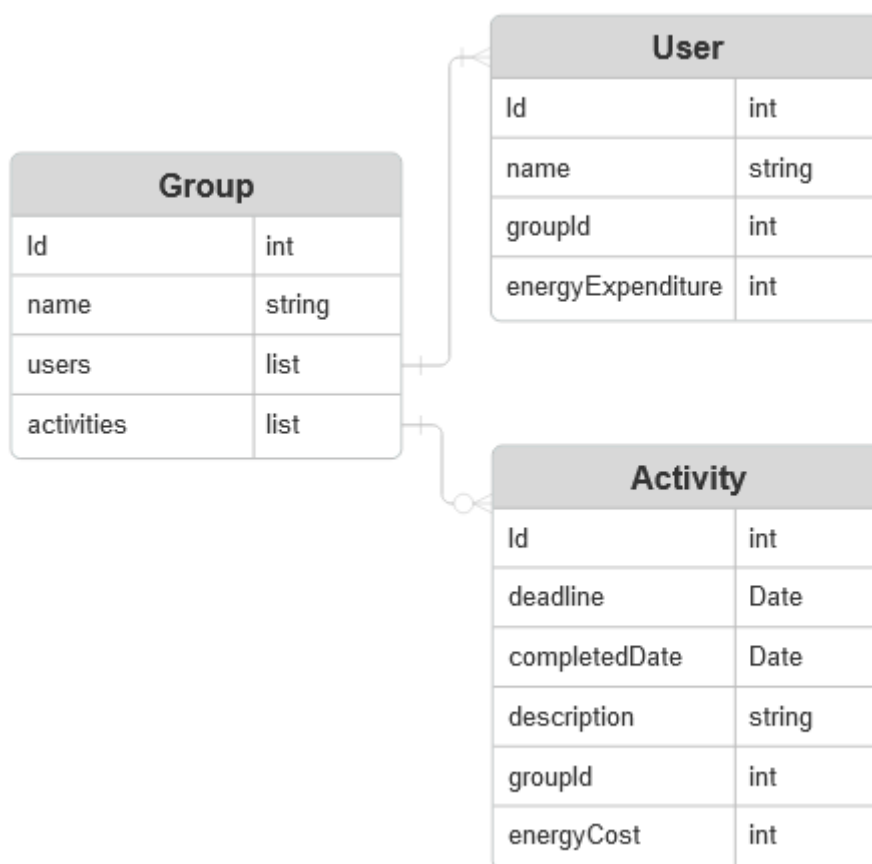 User
Id int
name string
groupId int
energyExpenditure int
Group
Id int
name string
users list
activities list
Activity
Id int
deadline Date
completedDate Date
description string
groupId int
energyCost int